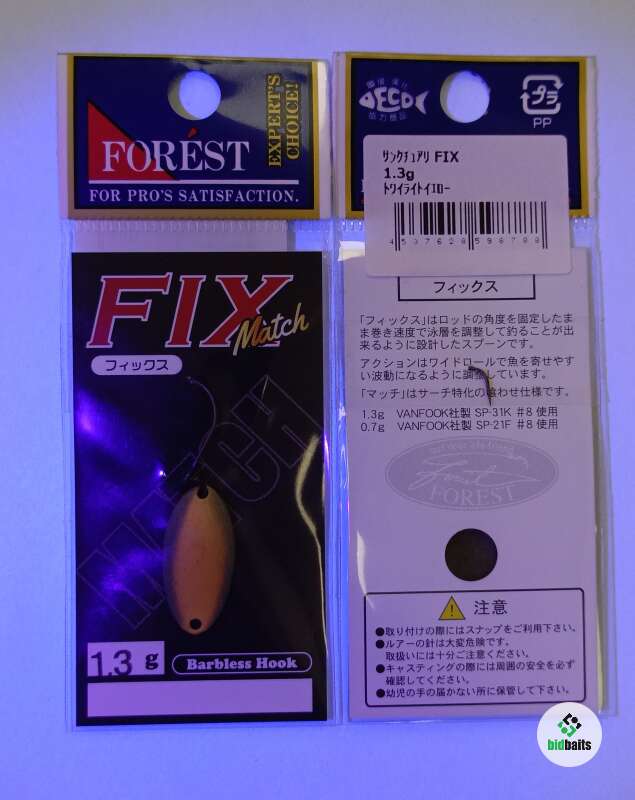 FORÉST
EXPERT'S
CHOICE!
FOR PRO'S SATISFACTION.
FIX
Match
フィックス
MATCH
1.3 g
Barbless Hook
ECO
プラ
PP
ｻﾝｸﾁｭｱﾘ FIX
1.3g
ﾄﾜｲﾗｲﾄｲｴﾛｰ
フィックス
「フィックス」はロッドの角度を固定したま
ま巻き速度で泳層を調整して釣ることが出
来るように設計したスプーンです。
アクションはワイドロールで魚を寄せやす
い波動になるように調整しています。
「マッチ」はサーチ特化の喰わせ仕様です。
1.3g VANFOOK社製 SP-31K #8 使用
0.7g VANFOOK社製 SP-21F #8 使用
FOREST
注意
●取り付けの際にはスナップをご利用下さい。
●ルアーの針は大変危険です。
取扱いには十分ご注意ください。
●キャスティングの際には周囲の安全を必ず
確認してください。
●幼児の手の届かない所に保管して下さい。
bidbaits